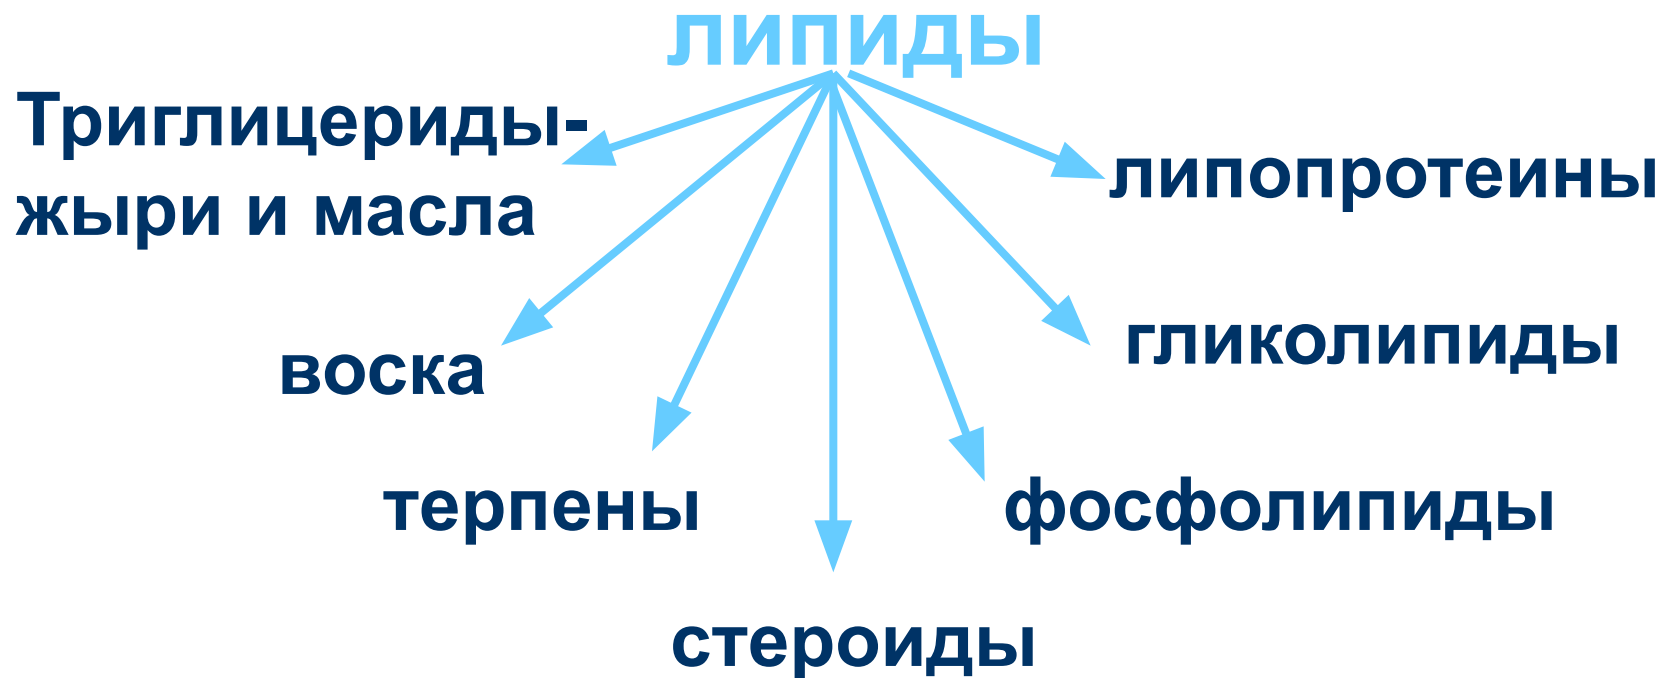 липиды
Триглицериды-
жыри и масла
липопротеины
гликолипиды
воска
терпены
фосфолипиды
стероиды